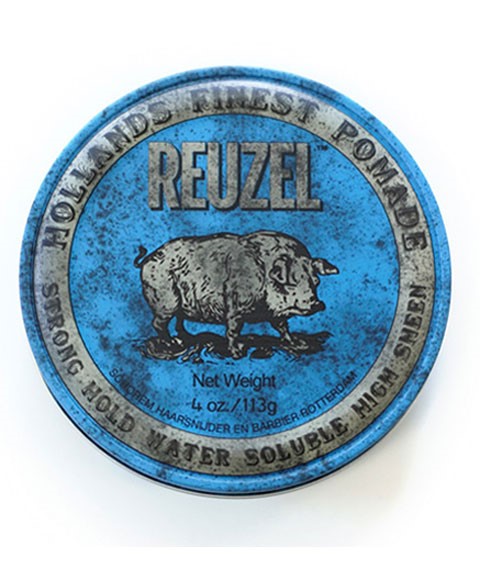 HOLLANDS FINEST POMADE
REUZEL™
Net Weight
4 oz./113g
SCHOREM HAARSNIJDER EN BARBIER ROTTERDAM
STRONG HOLD WATER SOLUBLE HIGH SHEEN